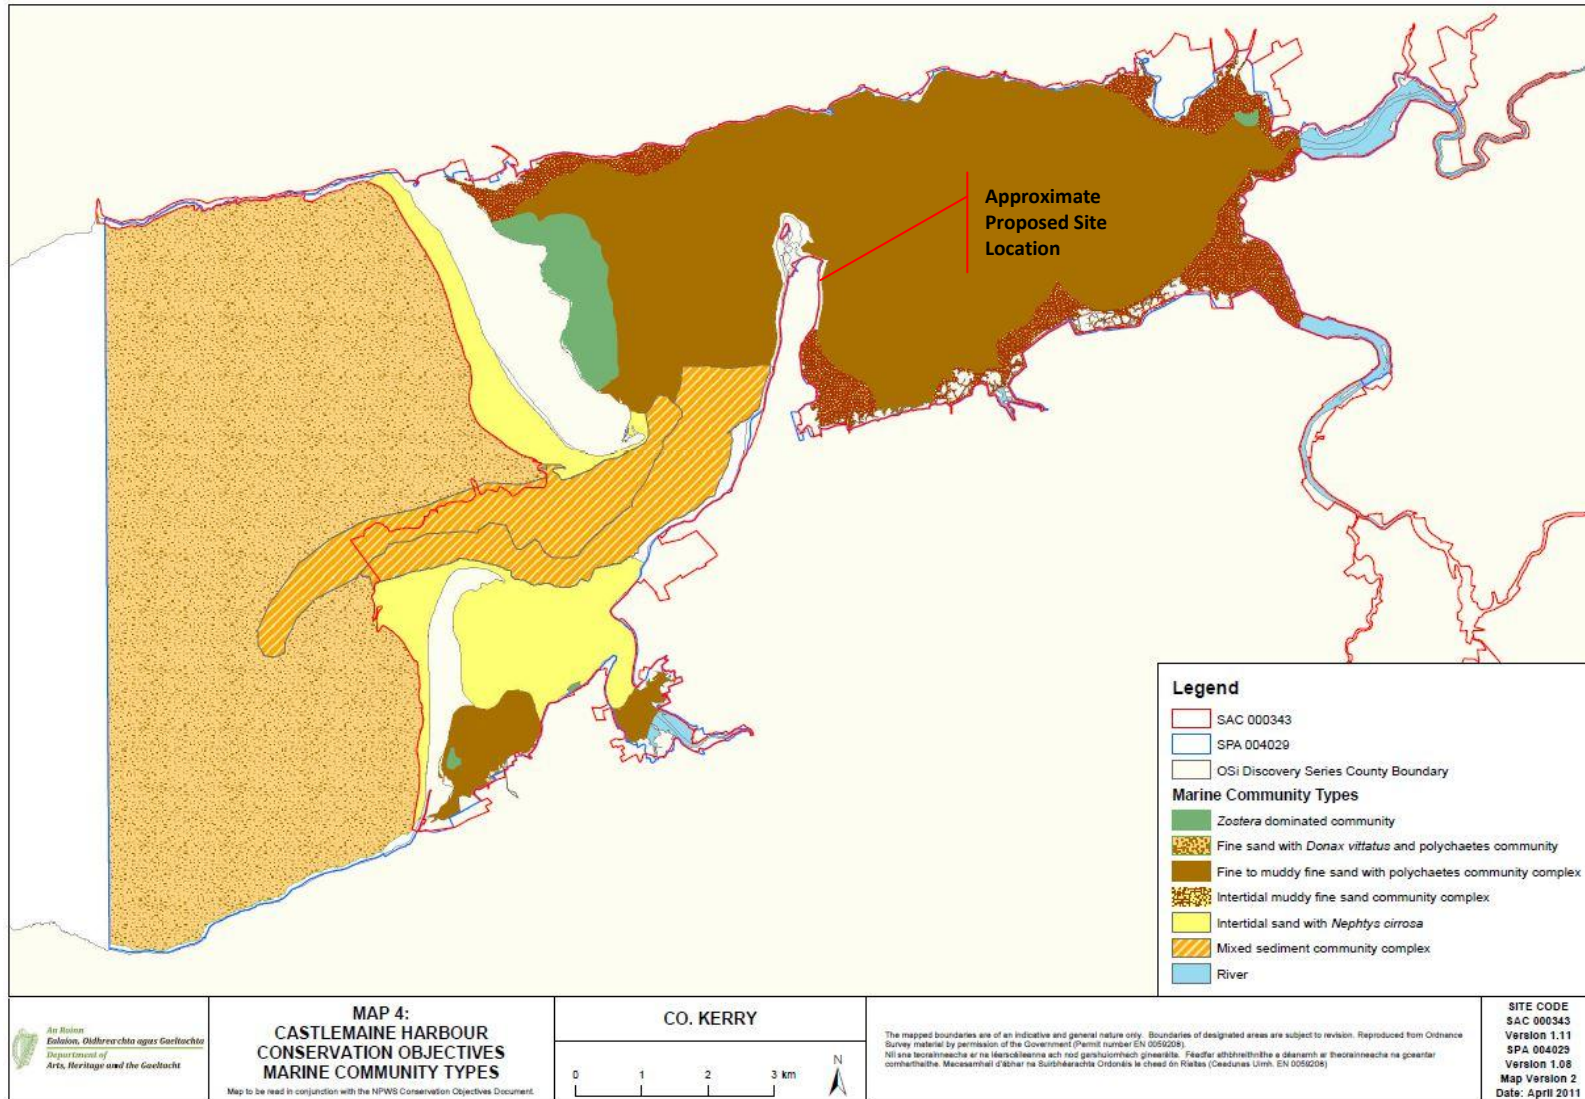 Approximate
Proposed Site
Location
Legend
SAC 000343
SPA 004029
OSi Discovery Series County Boundary
Marine Community Types
Zostera dominated community
Fine sand with Donax vittatus and polychaetes community
Fine to muddy fine sand with polychaetes community complex
Intertidal muddy fine sand community complex
Intertidal sand with Nephtys cirrosa
Mixed sediment community complex
River
An Roinn
Ealaíon, Oidhreachta agus Gaeltachta
Department of
Arts, Heritage and the Gaeltacht
MAP 4:
CASTLEMAINE HARBOUR
CONSERVATION OBJECTIVES
MARINE COMMUNITY TYPES
Map to be read in conjunction with the NPWS Conservation Objectives Document.
CO. KERRY
0 1 2 3 km
N
The mapped boundaries are of an indicative and general nature only. Boundaries of designated areas are subject to revision. Reproduced from Ordnance
Survey material by permission of the Government (Permit number EN 0059208).
SITE CODE
SAC 000343
Version 1.11
SPA 004029
Version 1.08
Map Version 2
Date: April 2011